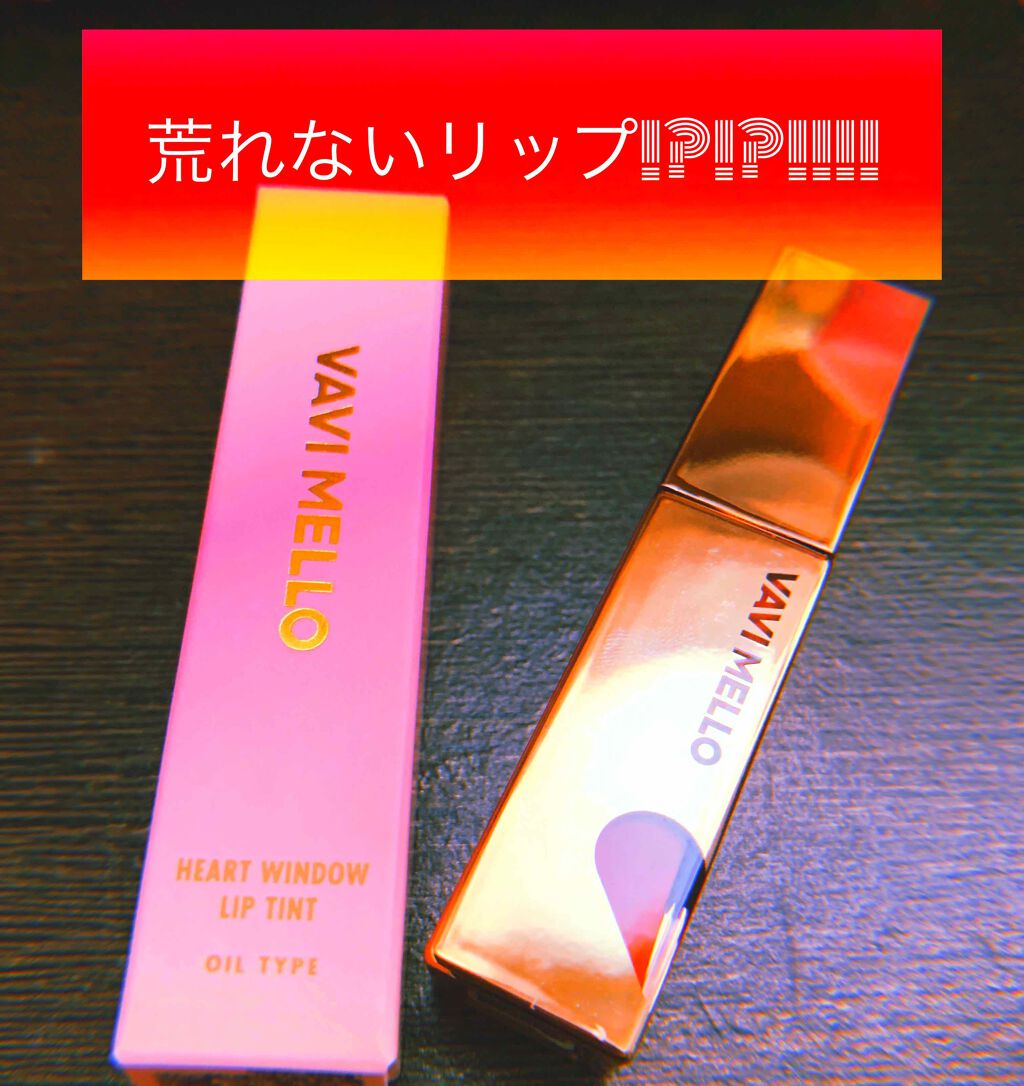 荒れないリップ!?!?!!!!!
VAVI MELLO
HEART WINDOW
LIP TINT
OIL TYPE
VAVI MELLO